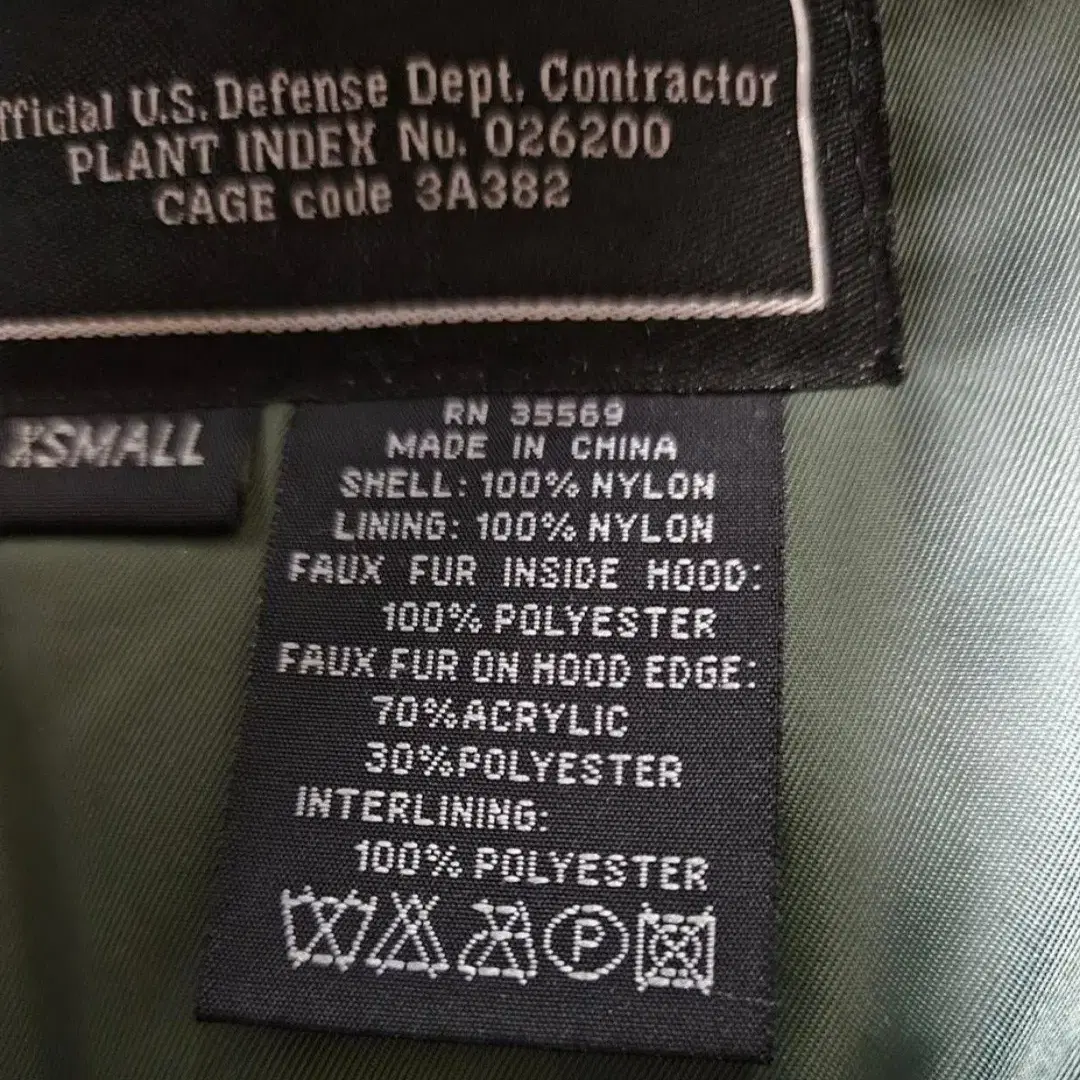 fficial U.S. Defense Dept. Contractor
PLANT INDEX No. 026200
CAGE code 3A382
XSMALL
RN 35569
MADE IN CHINA
SHELL: 100% NYLON
LINING: 100% NYLON
FAUX FUR INSIDE HOOD:
100% POLYESTER
FAUX FUR ON HOOD EDGE:
70%ACRYLIC
30%POLYESTER
INTERLINING:
100% POLYESTER
P